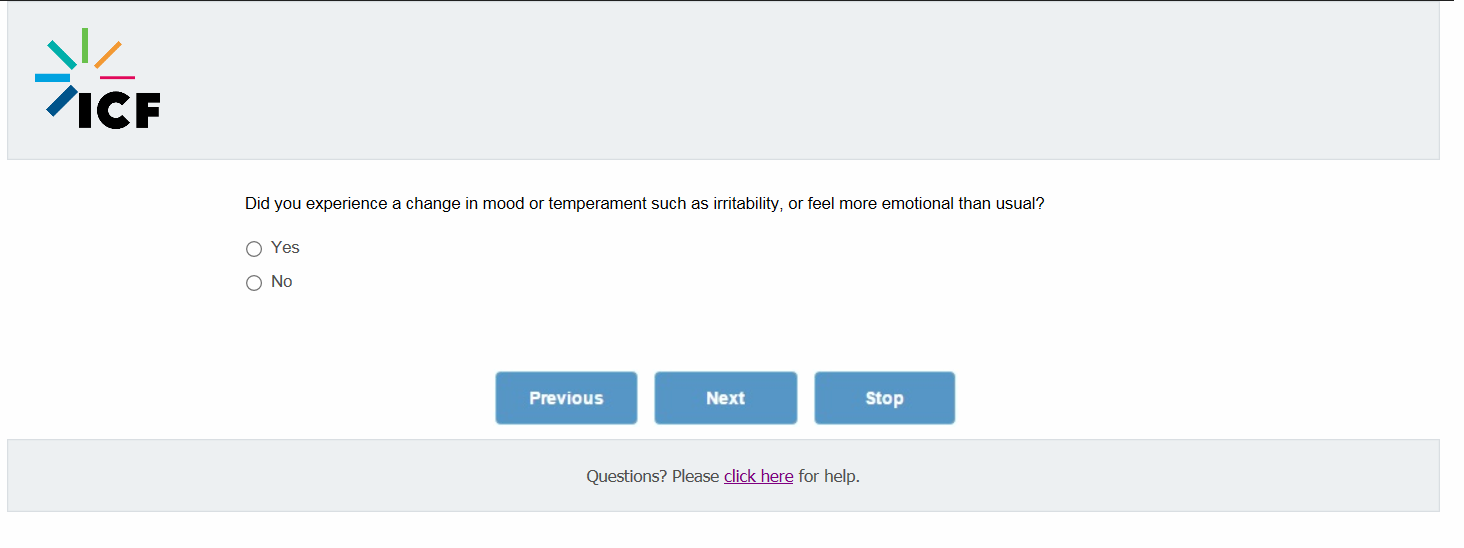 ICF
Did you experience a change in mood or temperament such as irritability, or feel more emotional than usual?
Yes
No
Previous Next Stop
Questions? Please click here for help.